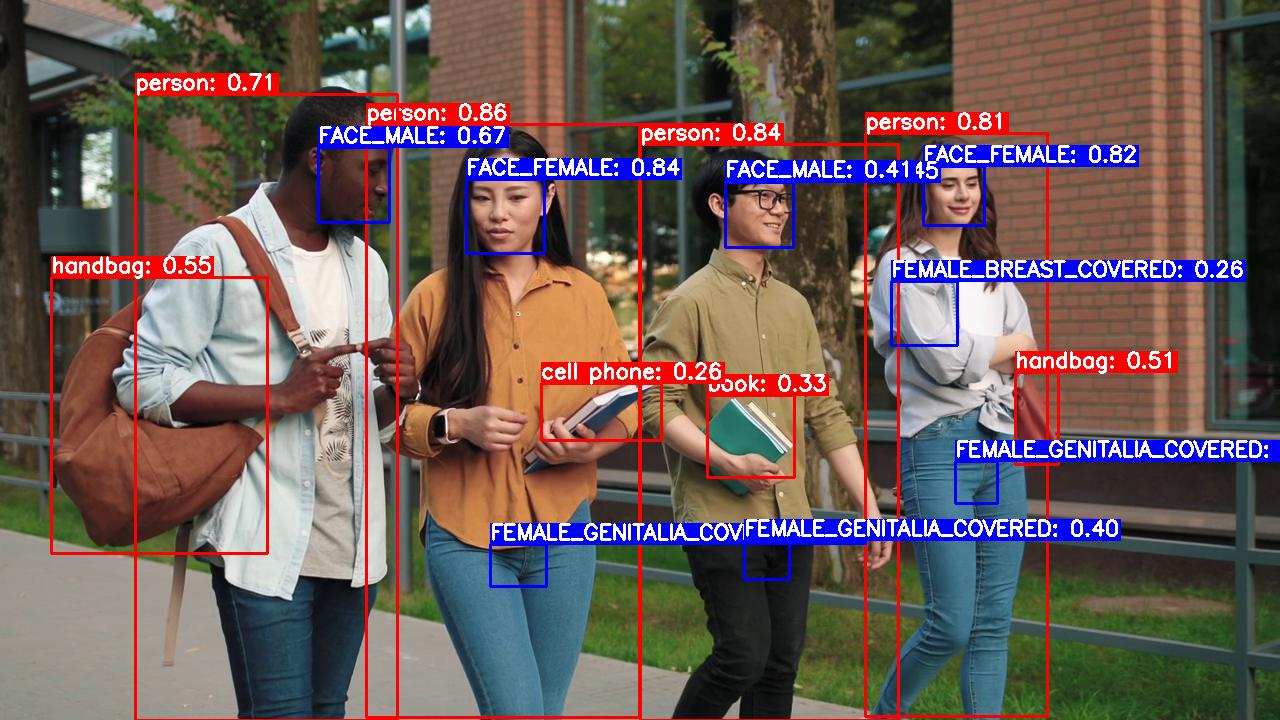 person: 0.71
person: 0.86
FACE_MALE: 0.67
person: 0.84
person: 0.81
FACE_FEMALE: 0.84
FACE_MALE: 0.41
FACE_FEMALE: 0.82
handbag: 0.55
FEMALE_BREAST_COVERED: 0.26
cell phone: 0.26
book: 0.33
handbag: 0.51
FEMALE_GENITALIA_COVERED:
FEMALE_GENITALIA_COV
FEMALE_GENITALIA_COVERED: 0.40